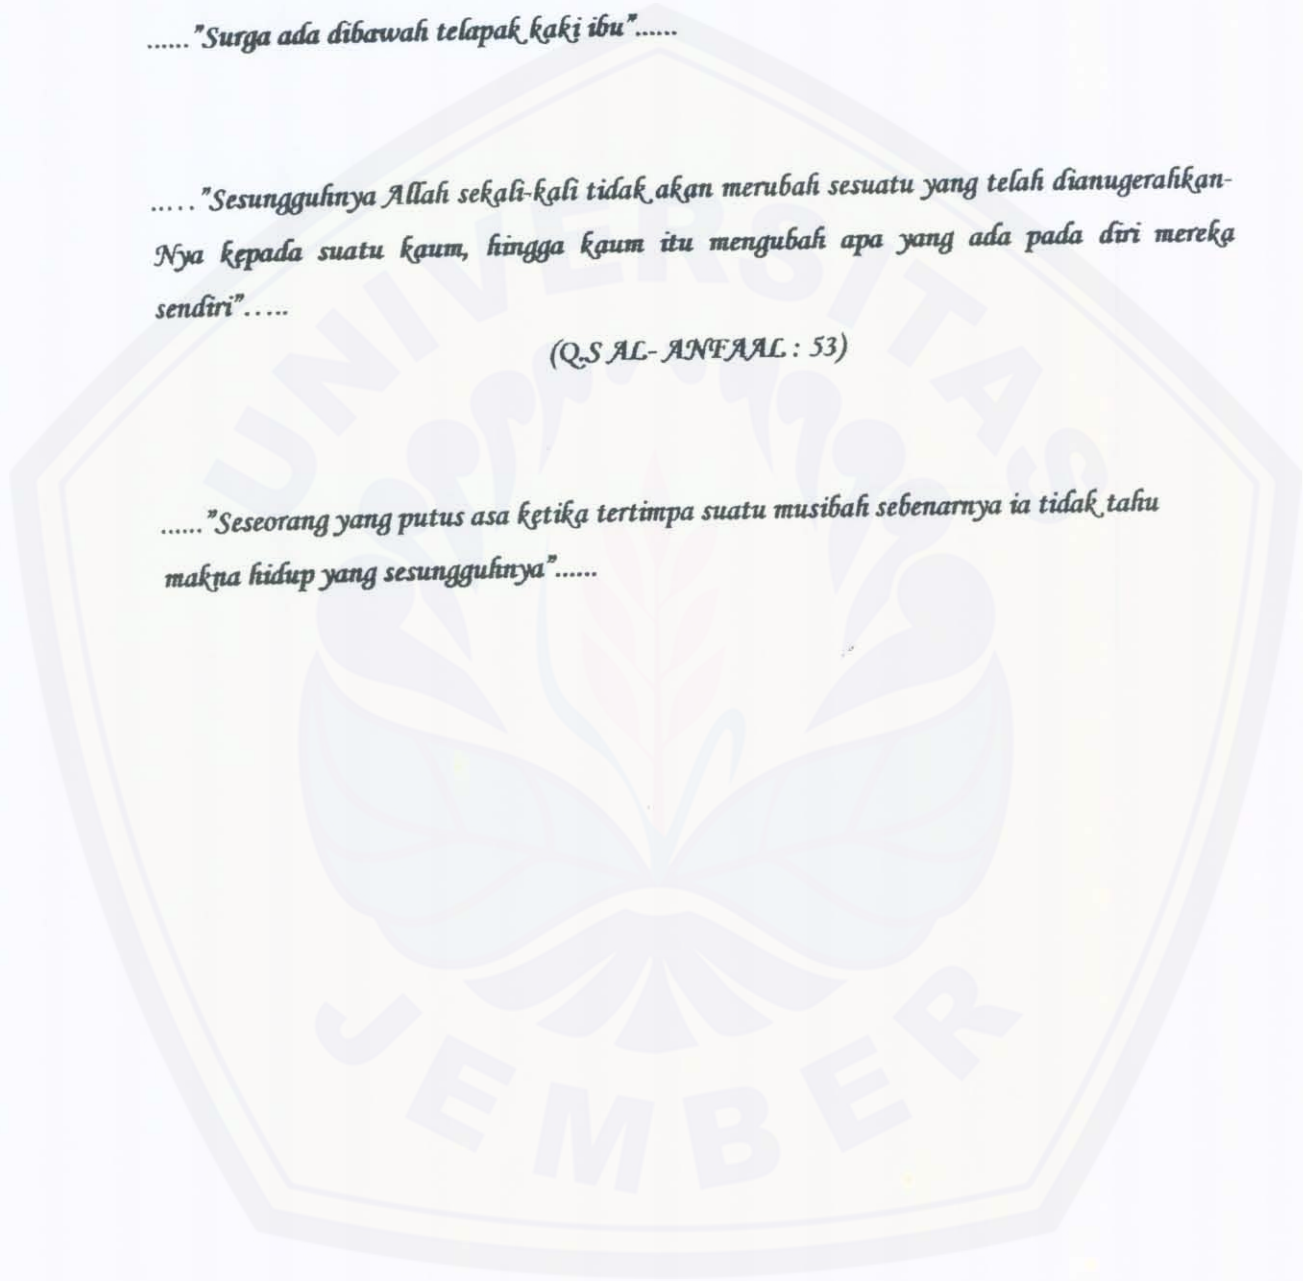 ......"Surga ada dibawah telapak kaki ibu"......
....."Sesungguhnya Allah sekali-kali tidak akan merubah sesuatu yang telah dianugerahkan-
Nya kepada suatu kaum, hingga kaum itu mengubah apa yang ada pada diri mereka
sendiri".....
(Q.S AL- ANFAAL : 53)
......"Seseorang yang putus asa ketika tertimpa suatu musibah sebenarnya ia tidak tahu
makna hidup yang sesungguhnya"......
UNIVERSITAS
JEMBER